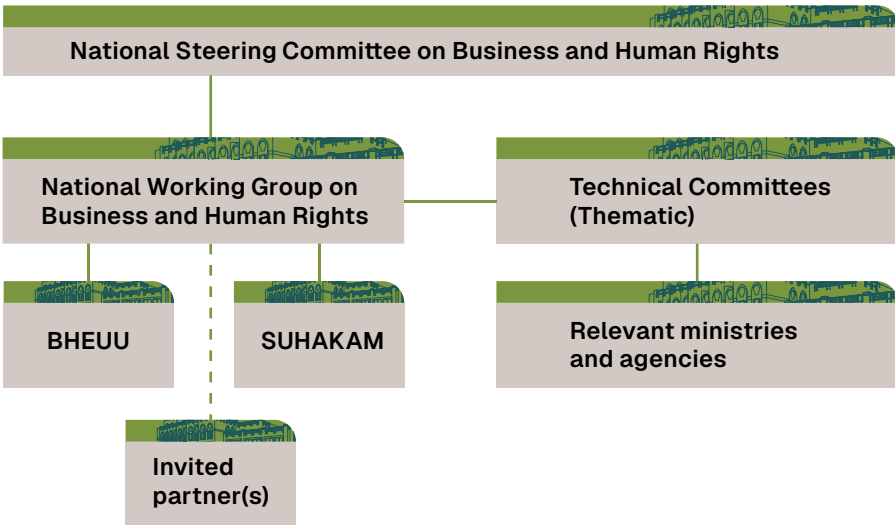 National Steering Committee on Business and Human Rights
National Working Group on
Business and Human Rights
Technical Committees
(Thematic)
BHEUU
SUHAKAM
Relevant ministries
and agencies
Invited
partner(s)